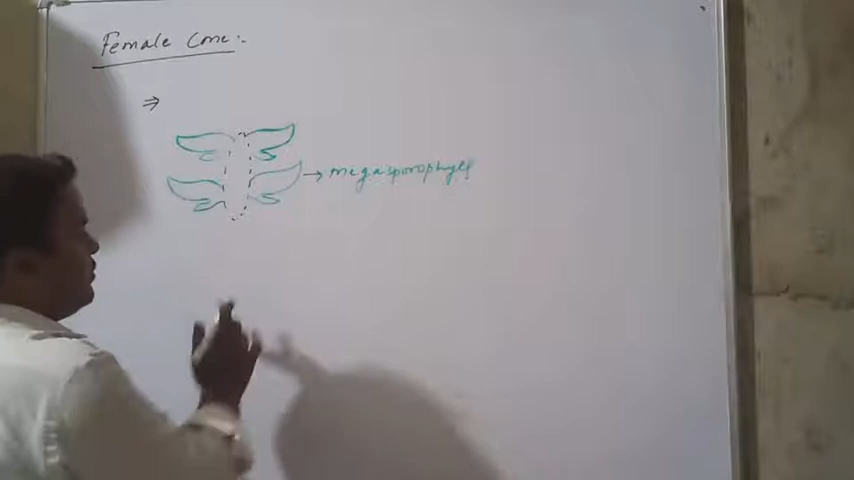 Female Cone :-
⇒
→ megasporophyll